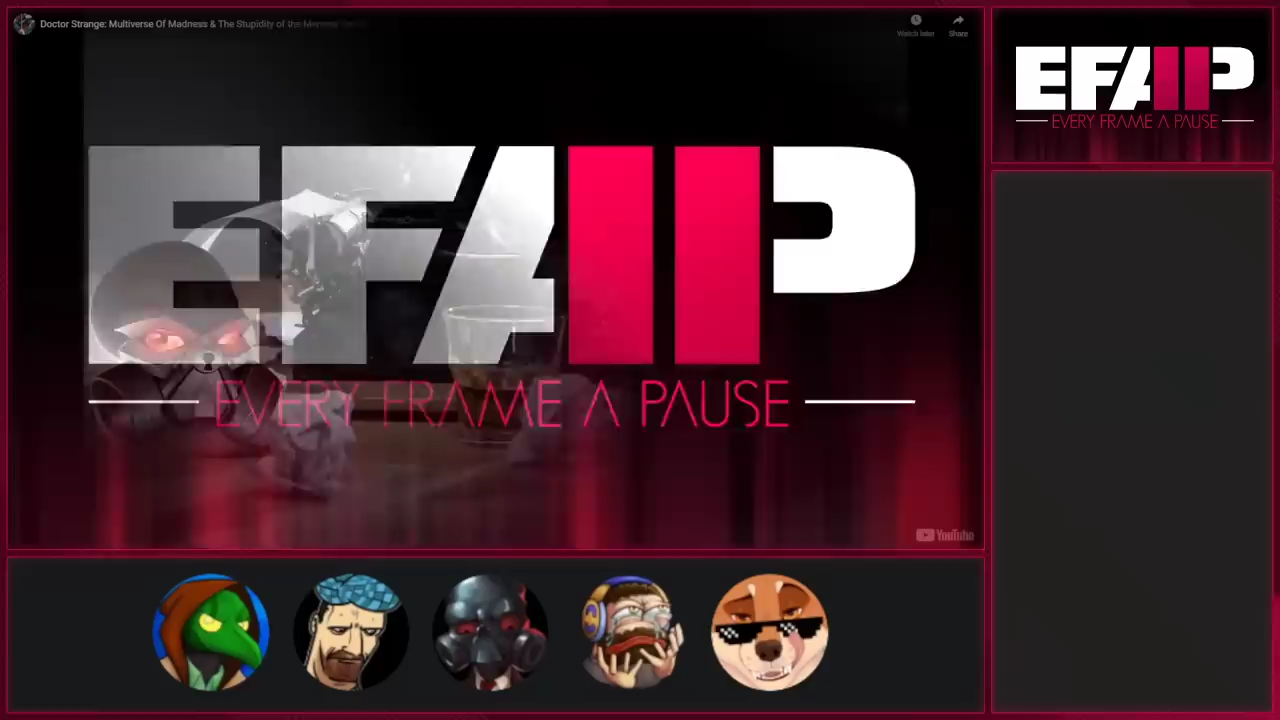 Doctor Strange: Multiverse Of Madness & The Stupidity of the
Watch later
Share
EFAP
EVERY FRAME A PAUSE
YouTube
EFAP
EVERY FRAME A PAUSE